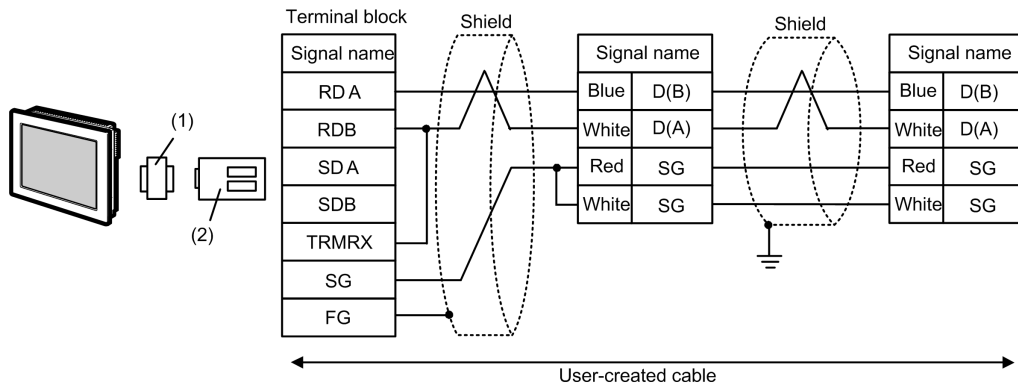 Terminal block
Shield
Shield
Signal name
Signal name
Signal name
RD A
Blue D(B)
Blue D(B)
RDB
White D(A)
White D(A)
(1)
SD A
Red SG
Red SG
SDB
White SG
White SG
(2)
TRMRX
SG
FG
User-created cable